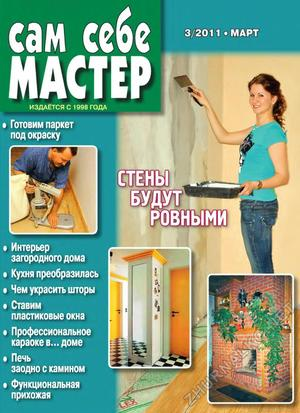 сам себе
МАСТЕР
ИЗДАЁТСЯ С 1998 ГОДА
3/2011 • МАРТ
• Готовим паркет
под окраску
СТЕНЫ
БУДУТ
РОВНЫМИ
• Интерьер
загородного дома
• Кухня преобразилась
• Чем украсить шторы
• Ставим
пластиковые окна
• Профессиональное
караоке в... доме
• Печь
заодно с камином
• Функциональная
прихожая